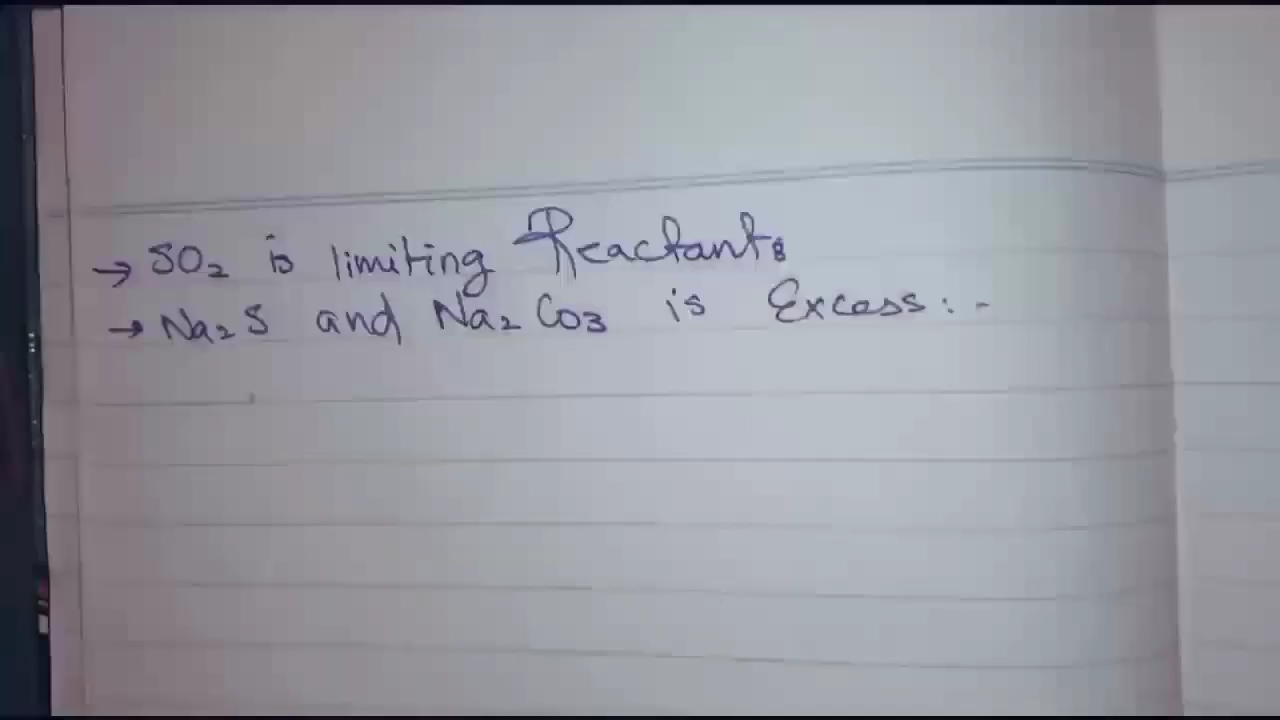 → SO₂ is limiting Reactant:
→ Na₂S and Na₂CO₃ is Excess:-